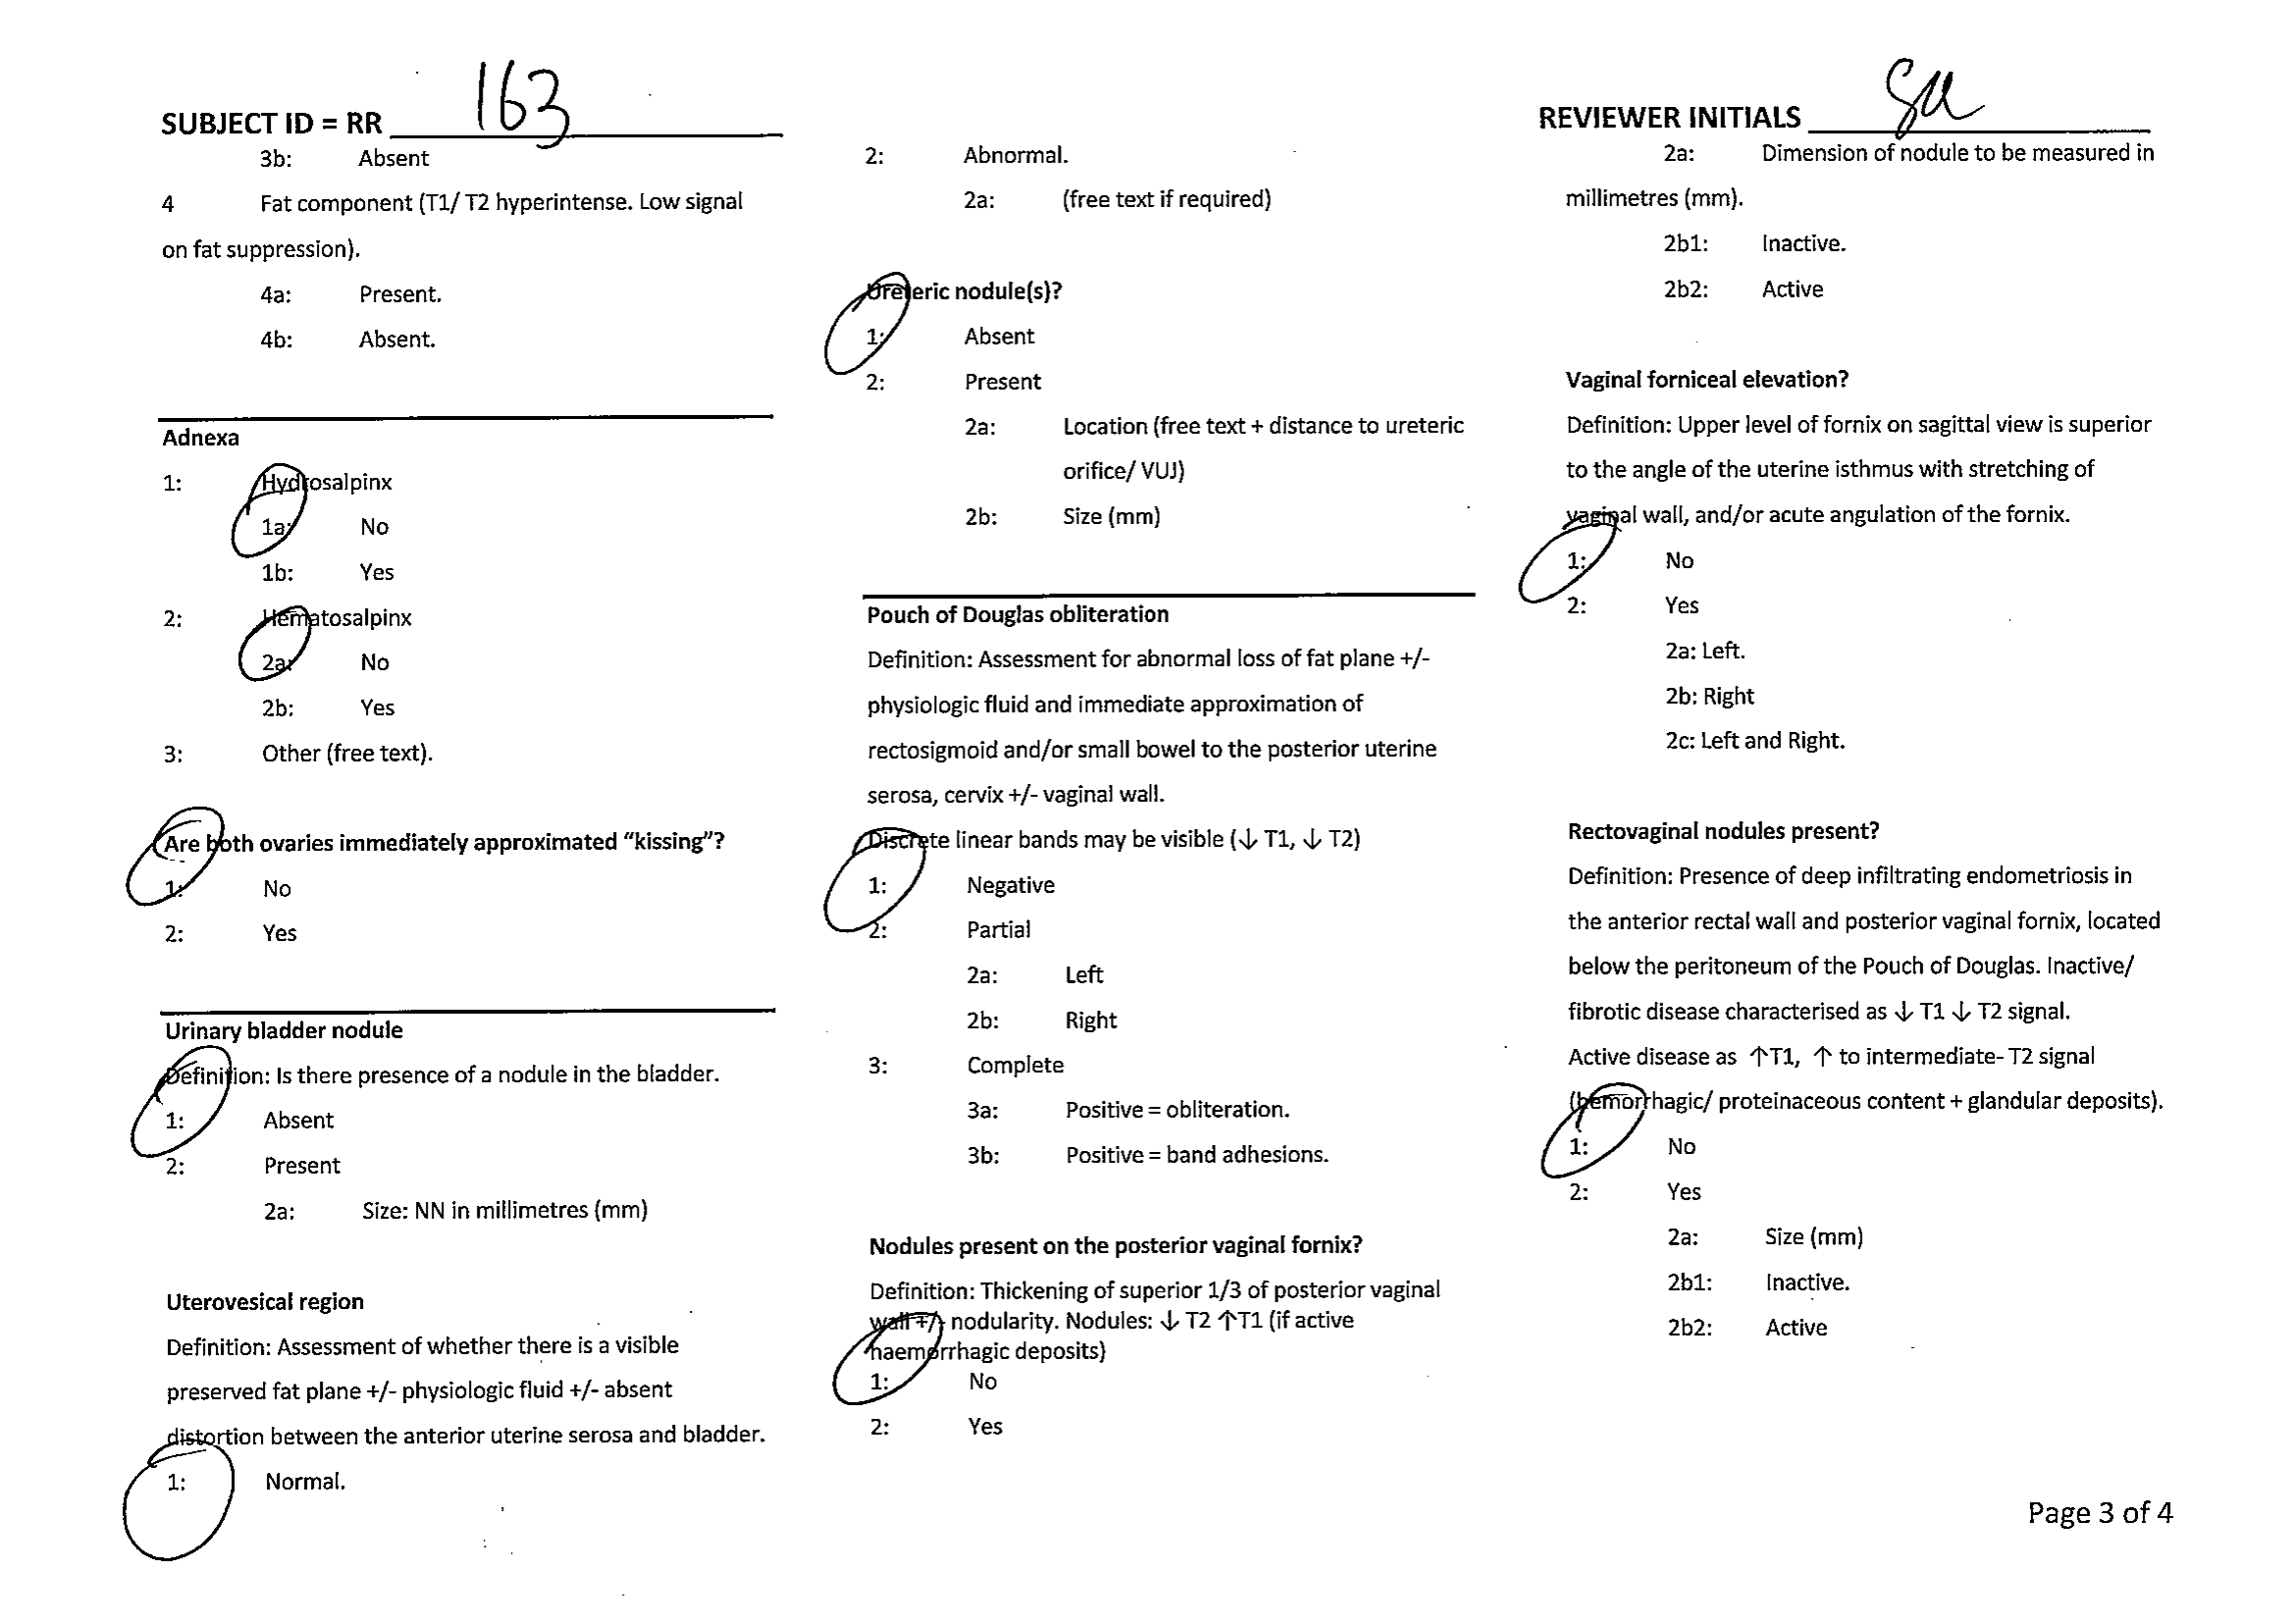 SUBJECT ID = RR 163
3b: Absent
4 Fat component (T1/ T2 hyperintense. Low signal
on fat suppression).
4a: Present.
4b: Absent.
Adnexa
1: Hydrosalpinx
1a: No
1b: Yes
2: Hematosalpinx
2a: No
2b: Yes
3: Other (free text).
Are both ovaries immediately approximated “kissing”?
1: No
2: Yes
Urinary bladder nodule
Definition: Is there presence of a nodule in the bladder.
1: Absent
2: Present
2a: Size: NN in millimetres (mm)
Uterovesical region
Definition: Assessment of whether there is a visible
preserved fat plane +/- physiologic fluid +/- absent
distortion between the anterior uterine serosa and bladder.
1: Normal.
2: Abnormal.
2a: (free text if required)
Ureteric nodule(s)?
1: Absent
2: Present
2a: Location (free text + distance to ureteric
orifice/ VUJ)
2b: Size (mm)
Pouch of Douglas obliteration
Definition: Assessment for abnormal loss of fat plane +/-
physiologic fluid and immediate approximation of
rectosigmoid and/or small bowel to the posterior uterine
serosa, cervix +/- vaginal wall.
Discrete linear bands may be visible (↓ T1, ↓ T2)
1: Negative
2: Partial
2a: Left
2b: Right
3: Complete
3a: Positive = obliteration.
3b: Positive = band adhesions.
Nodules present on the posterior vaginal fornix?
Definition: Thickening of superior 1/3 of posterior vaginal
wall +/- nodularity. Nodules: ↓ T2 ↑T1 (if active
haemorrhagic deposits)
1: No
2: Yes
REVIEWER INITIALS
2a: Dimension of nodule to be measured in
millimetres (mm).
2b1: Inactive.
2b2: Active
Vaginal forniceal elevation?
Definition: Upper level of fornix on sagittal view is superior
to the angle of the uterine isthmus with stretching of
vaginal wall, and/or acute angulation of the fornix.
1: No
2: Yes
2a: Left.
2b: Right
2c: Left and Right.
Rectovaginal nodules present?
Definition: Presence of deep infiltrating endometriosis in
the anterior rectal wall and posterior vaginal fornix, located
below the peritoneum of the Pouch of Douglas. Inactive/
fibrotic disease characterised as ↓ T1 ↓ T2 signal.
Active disease as ↑T1, ↑ to intermediate- T2 signal
(hemorrhagic/ proteinaceous content + glandular deposits).
1: No
2: Yes
2a: Size (mm)
2b1: Inactive.
2b2: Active
Page 3 of 4